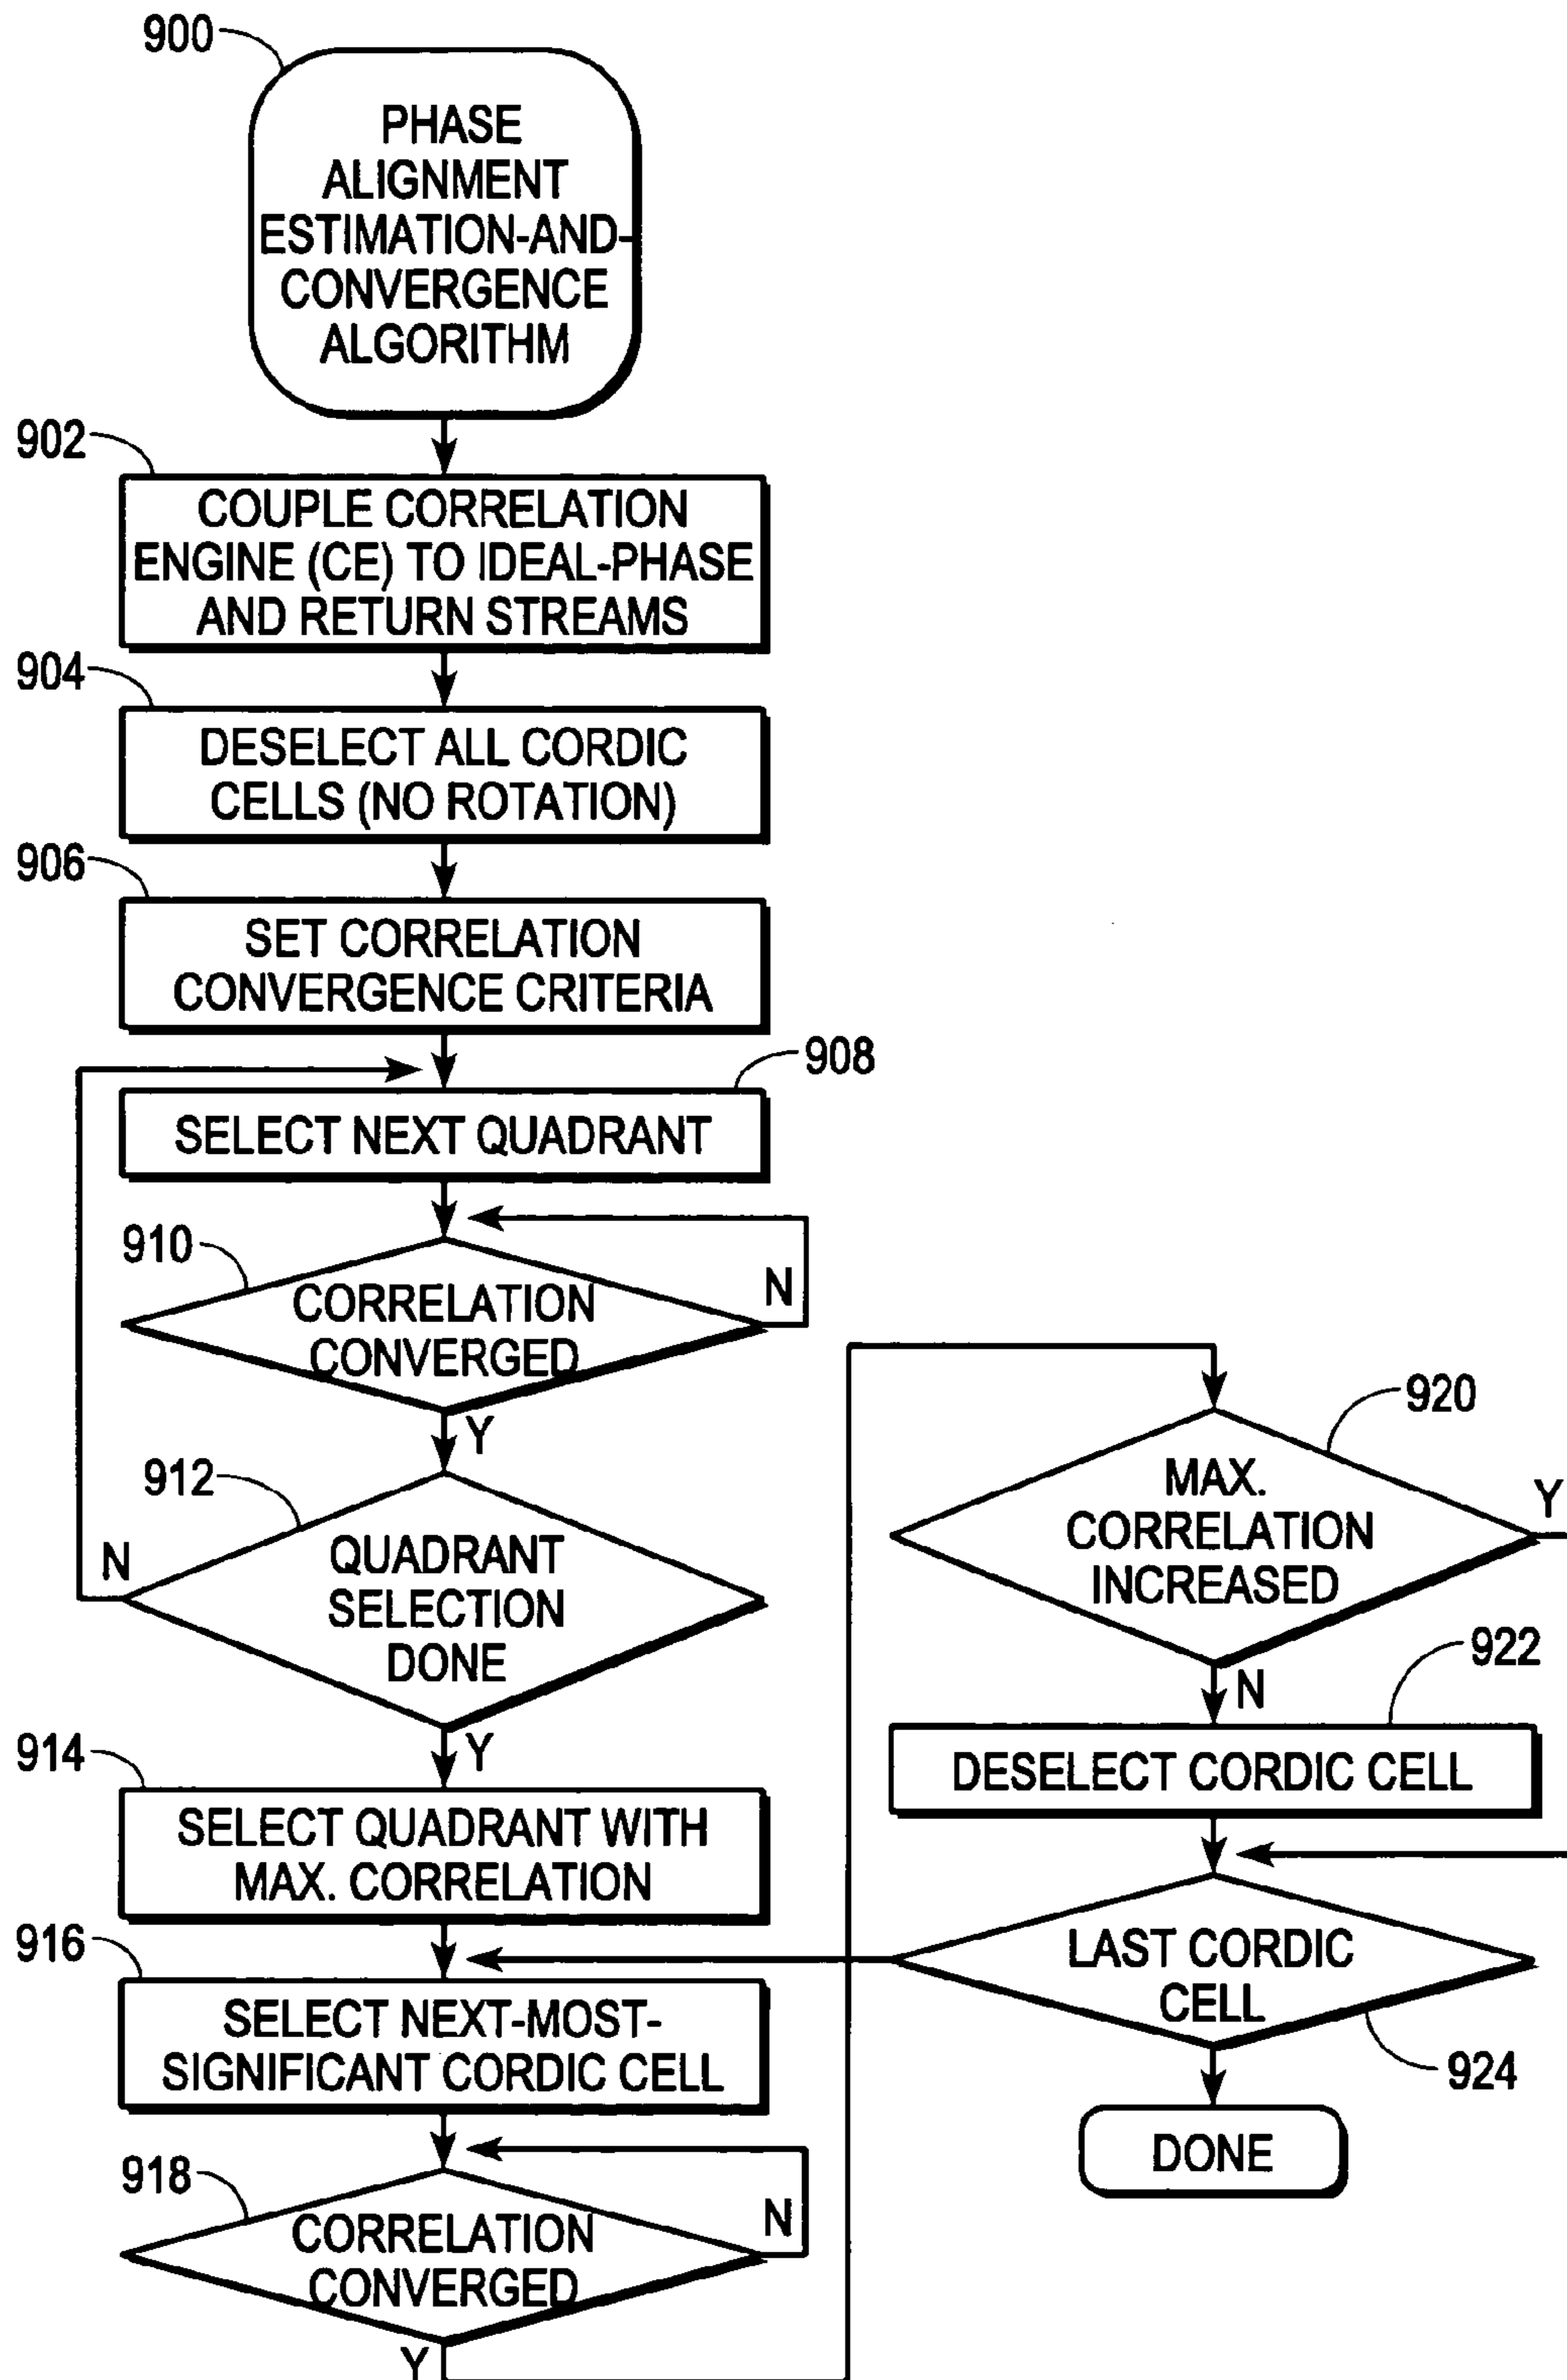 900
PHASE
ALIGNMENT
ESTIMATION-AND-
CONVERGENCE
ALGORITHM
902
COUPLE CORRELATION
ENGINE (CE) TO IDEAL-PHASE
AND RETURN STREAMS
904
DESELECT ALL CORDIC
CELLS (NO ROTATION)
906
SET CORRELATION
CONVERGENCE CRITERIA
908
SELECT NEXT QUADRANT
910
CORRELATION
CONVERGED
N
Y
912
QUADRANT
SELECTION
DONE
N
Y
914
SELECT QUADRANT WITH
MAX. CORRELATION
916
SELECT NEXT-MOST-
SIGNIFICANT CORDIC CELL
918
CORRELATION
CONVERGED
N
Y
920
MAX.
CORRELATION
INCREASED
Y
N
922
DESELECT CORDIC CELL
LAST CORDIC
CELL
924
DONE